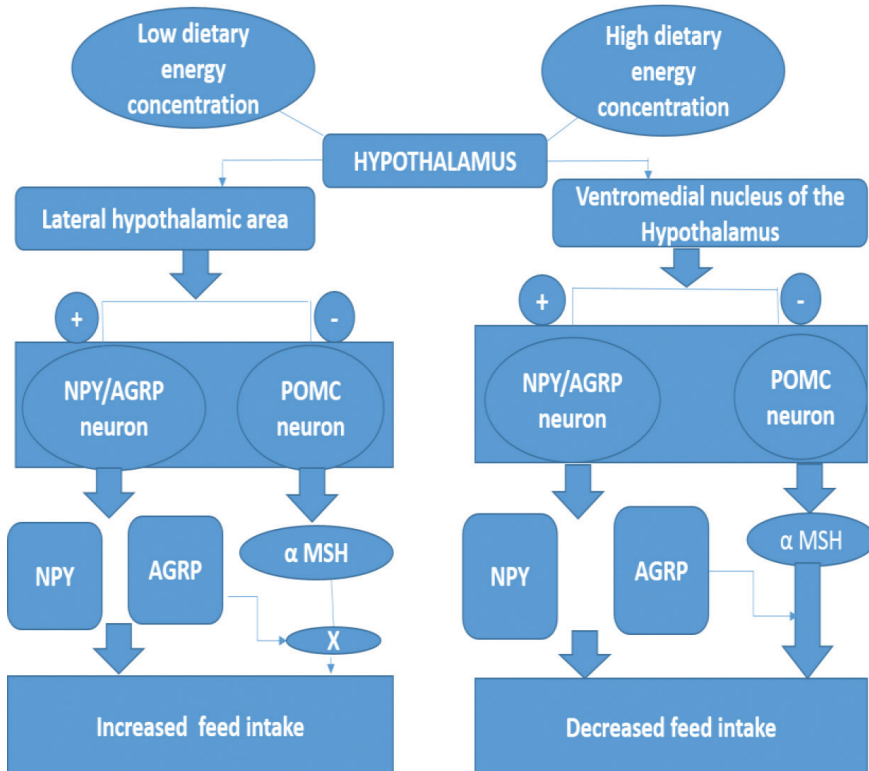 Low dietary
energy
concentration
High dietary
energy
concentration
HYPOTHALAMUS
Lateral hypothalamic area
Ventromedial nucleus of the
Hypothalamus
+
-
+
-
NPY/AGRP
neuron
POMC
neuron
NPY/AGRP
neuron
POMC
neuron
NPY
AGRP
α MSH
X
NPY
AGRP
α MSH
Increased feed intake
Decreased feed intake